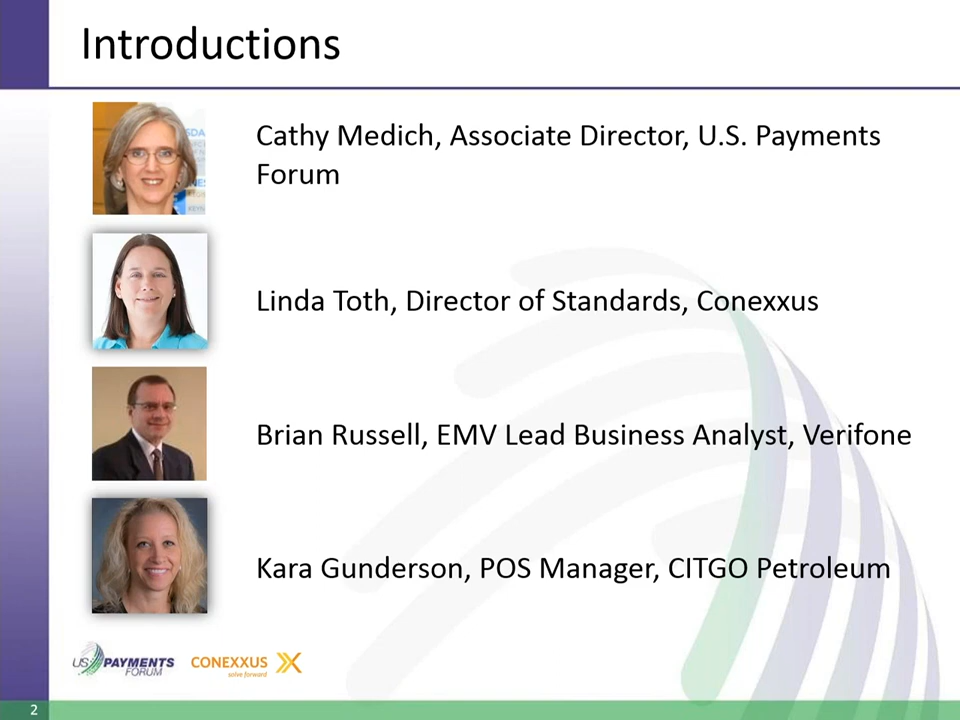 Introductions
Cathy Medich, Associate Director, U.S. Payments
Forum
Linda Toth, Director of Standards, Conexxus
Brian Russell, EMV Lead Business Analyst, Verifone
Kara Gunderson, POS Manager, CITGO Petroleum
US PAYMENTS
FORUM
CONEXXUS
solve forward
2